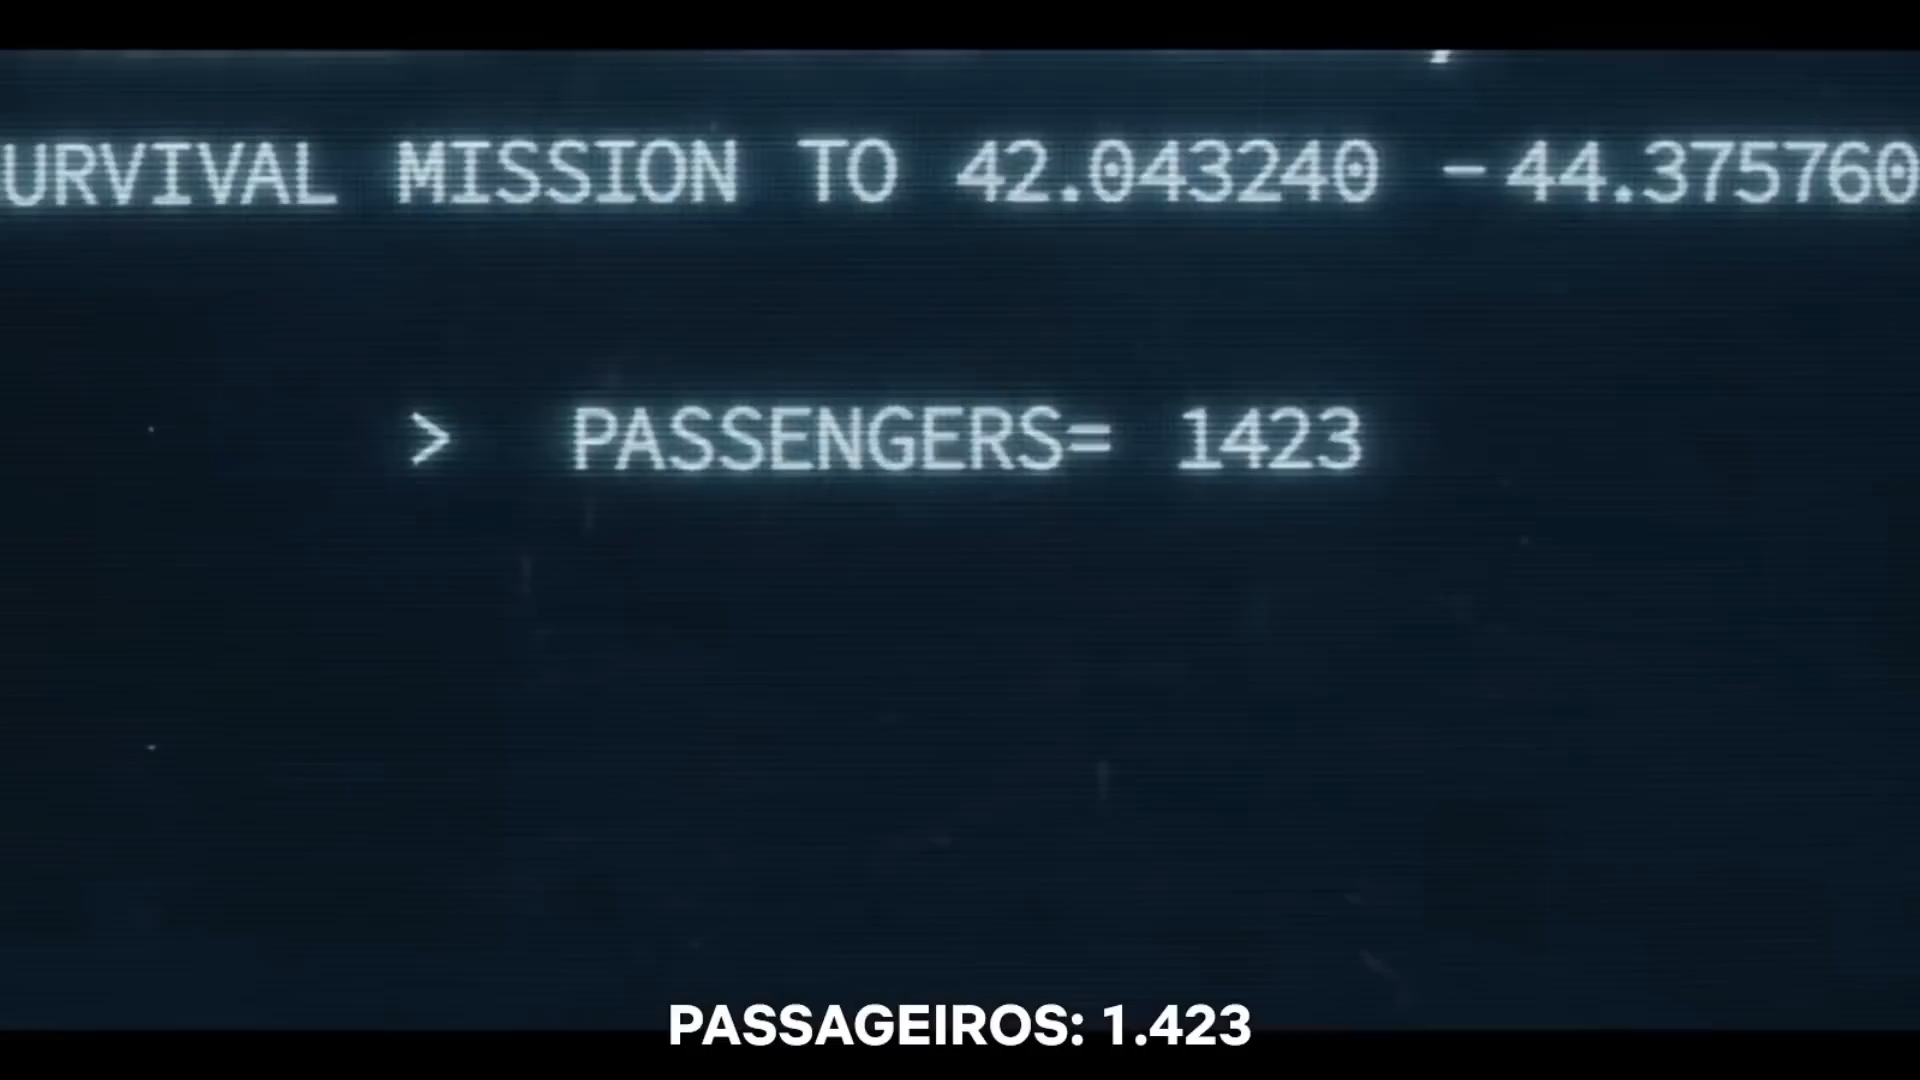 URVIVAL MISSION TO 42.043240 -44.375760
> PASSENGERS= 1423
PASSAGEIROS: 1.423